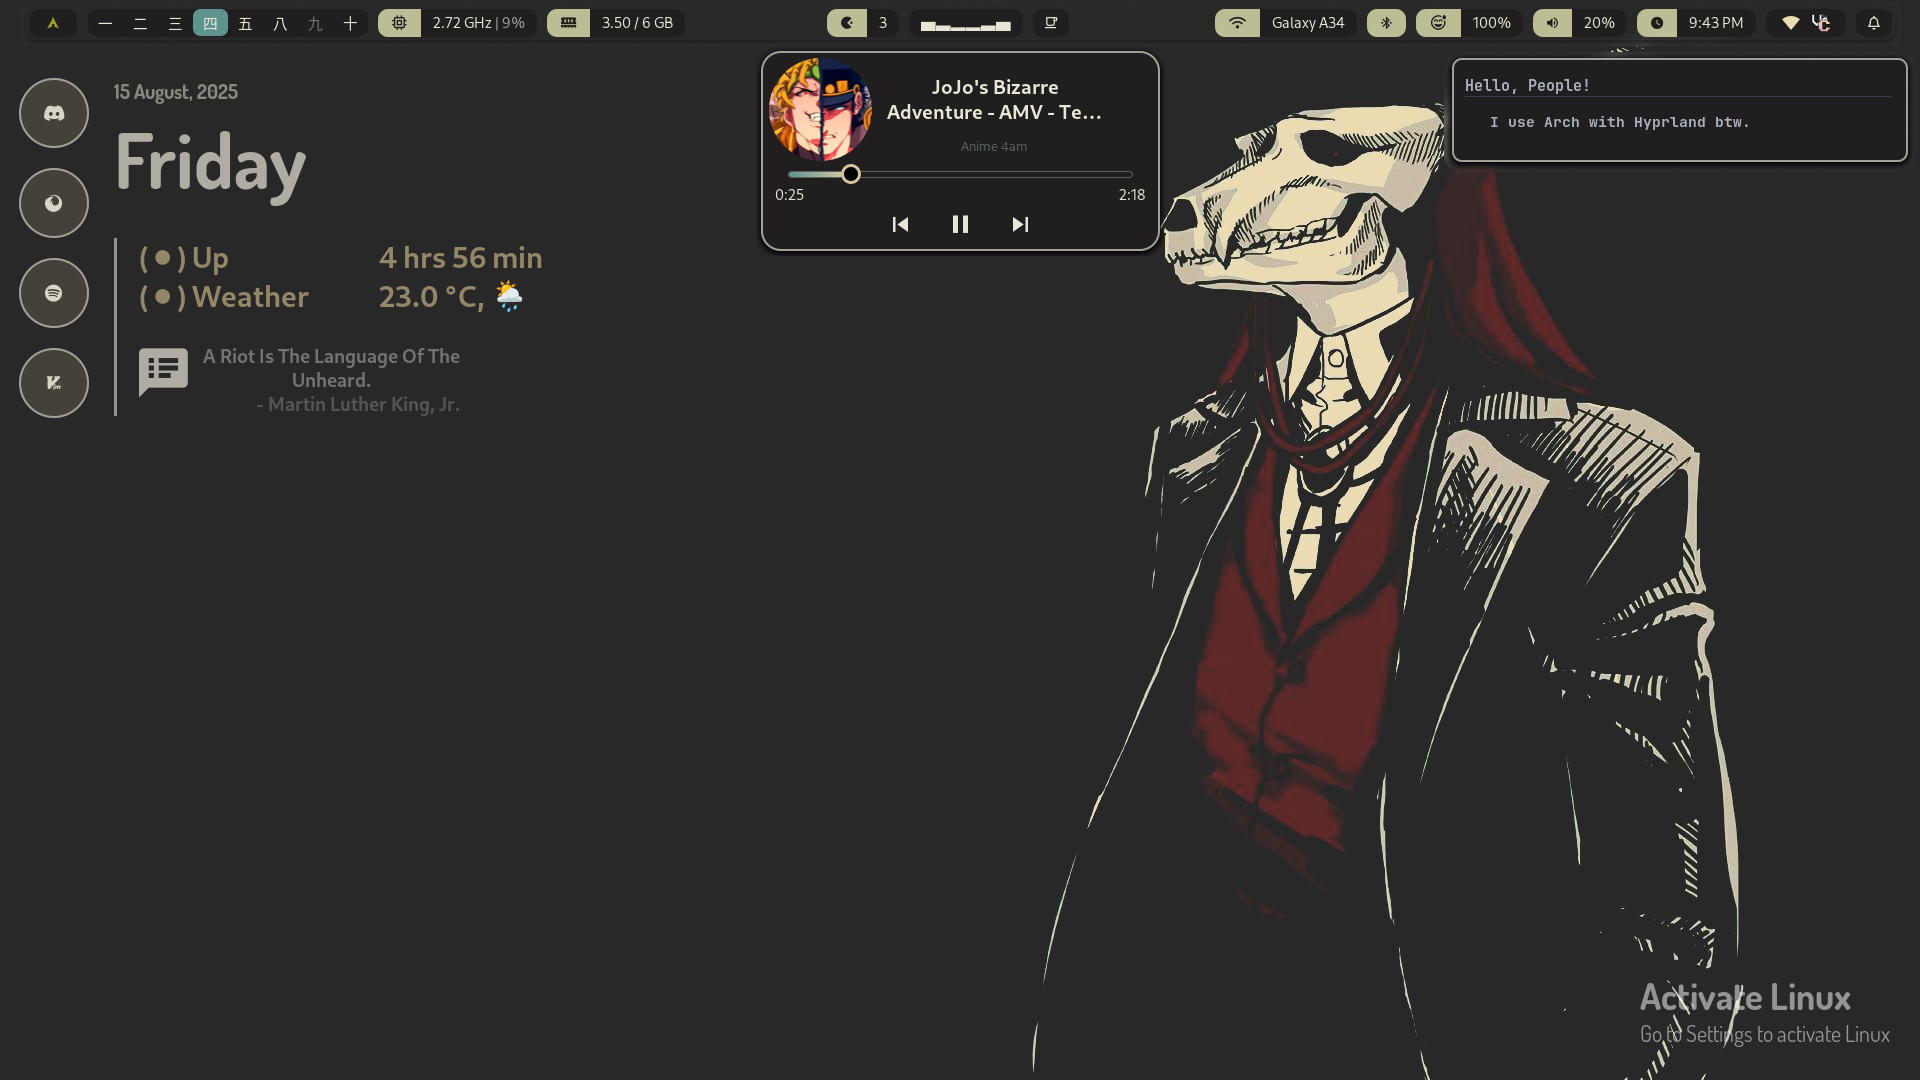 一 二 三 四 五 八 九 十 2.72 GHz | 9% 3.50 / 6 GB 3 Galaxy A34 100% 20% 9:43 PM
15 August, 2025
Friday
( ● ) Up 4 hrs 56 min
( ● ) Weather 23.0 °C,
A Riot Is The Language Of The
Unheard.
- Martin Luther King, Jr.
JoJo's Bizarre
Adventure - AMV - Te...
Anime 4am
0:25 2:18
Hello, People!
I use Arch with Hyprland btw.
Activate Linux
Go to Settings to activate Linux